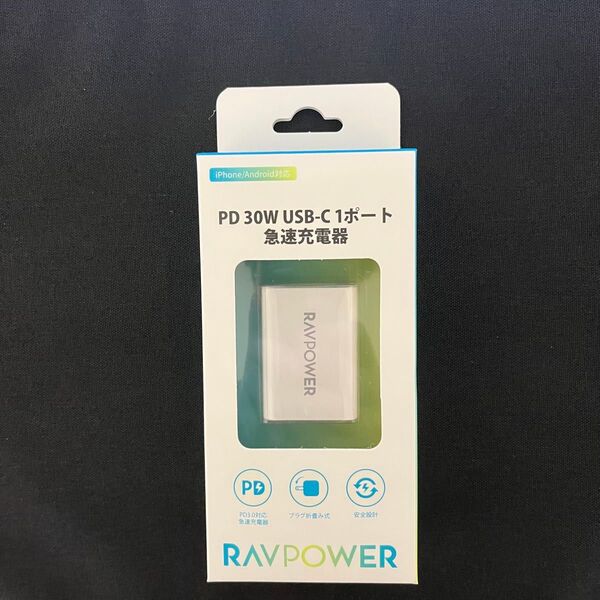 iPhone/Android対応
PD 30W USB-C 1ポート
急速充電器
RAVPOWER
PD
PD3.0対応
急速充電器
プラグ折畳み式
安全設計
RAVPOWER